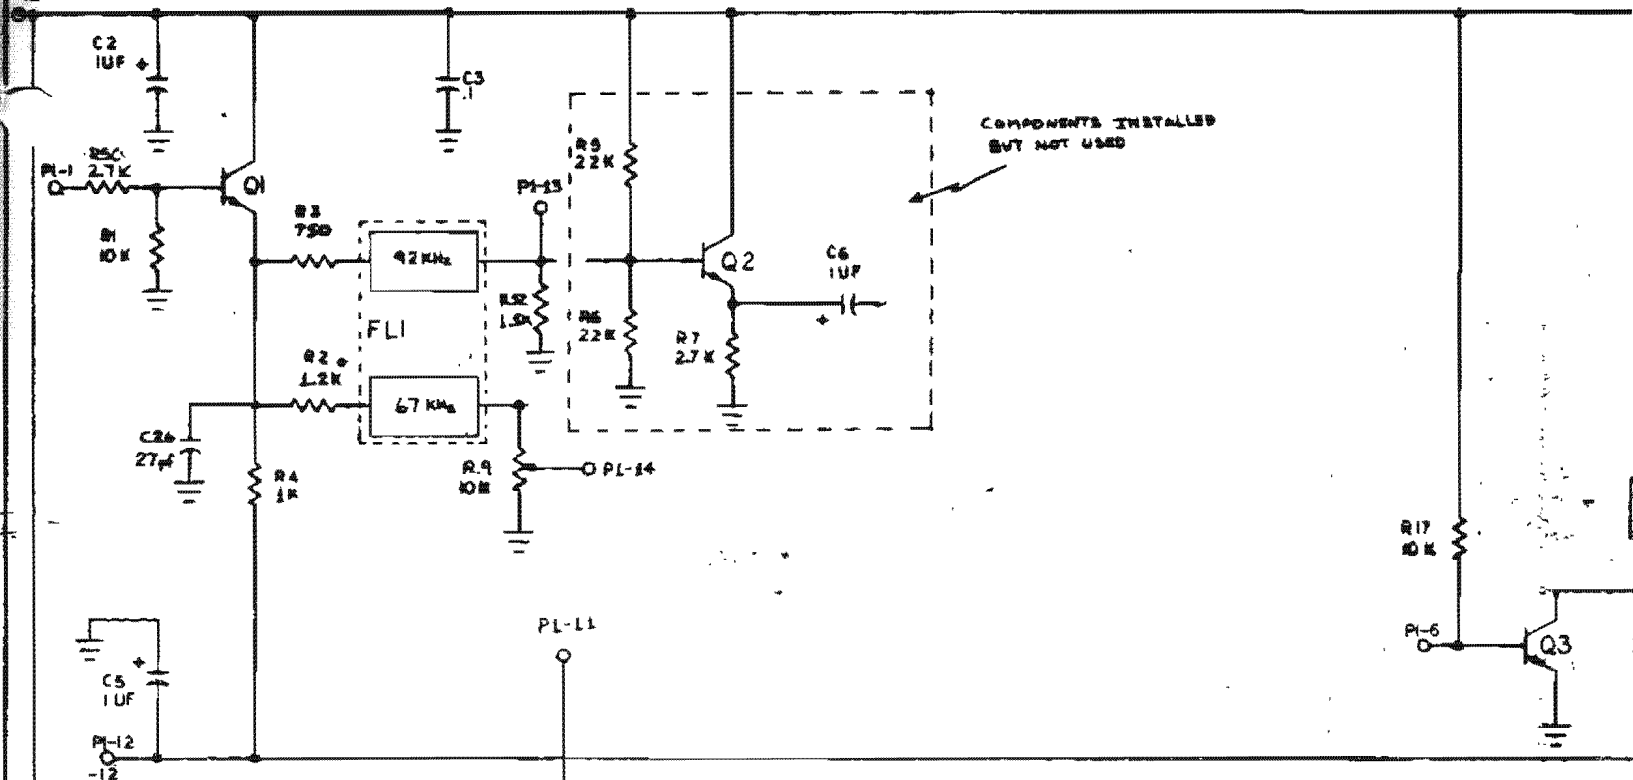 C2
1UF +
C3
.1
COMPONENTS INSTALLED
BUT NOT USED
R5
22K
P1-1
2.7K
Q1
P1-13
R3
750
R1
10K
92KHz
Q2
C6
1UF
+
FL1
R6
22K
R7
2.7K
R2
1.2K
67 KHz
C26
27pf
R4
1K
R9
10K
P1-14
R17
10K
P1-11
P1-6
Q3
+
C5
1UF
P1-12
-12